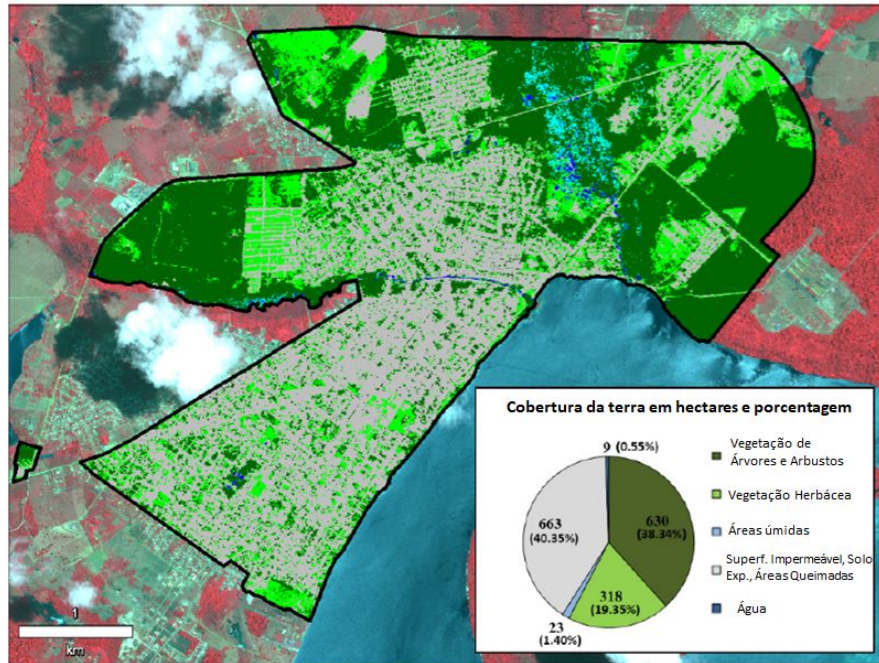 Cobertura da terra em hectares e porcentagem
9 (0.55%)
663
(40.35%)
630
(38.34%)
318
(19.35%)
23
(1.40%)
Vegetação de
Árvores e Arbustos
Vegetação Herbácea
Áreas úmidas
Superf. Impermeável, Solo
Exp., Áreas Queimadas
Água
1
km